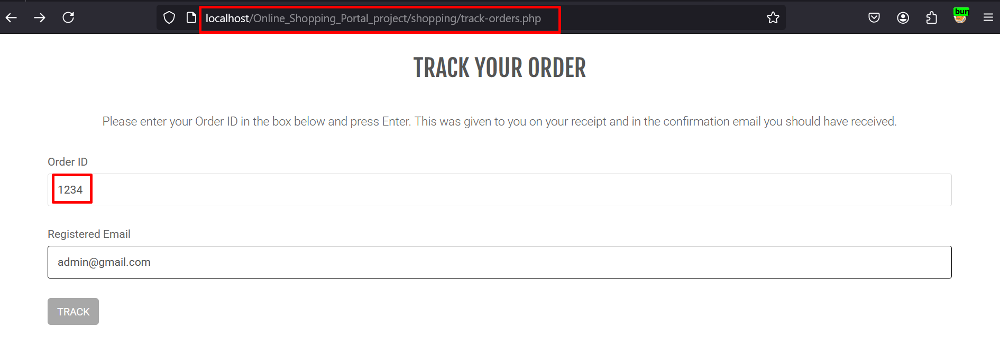 localhost/Online_Shopping_Portal_project/shopping/track-orders.php
bur
TRACK YOUR ORDER
Please enter your Order ID in the box below and press Enter. This was given to you on your receipt and in the confirmation email you should have received.
Order ID
1234
Registered Email
admin@gmail.com
TRACK